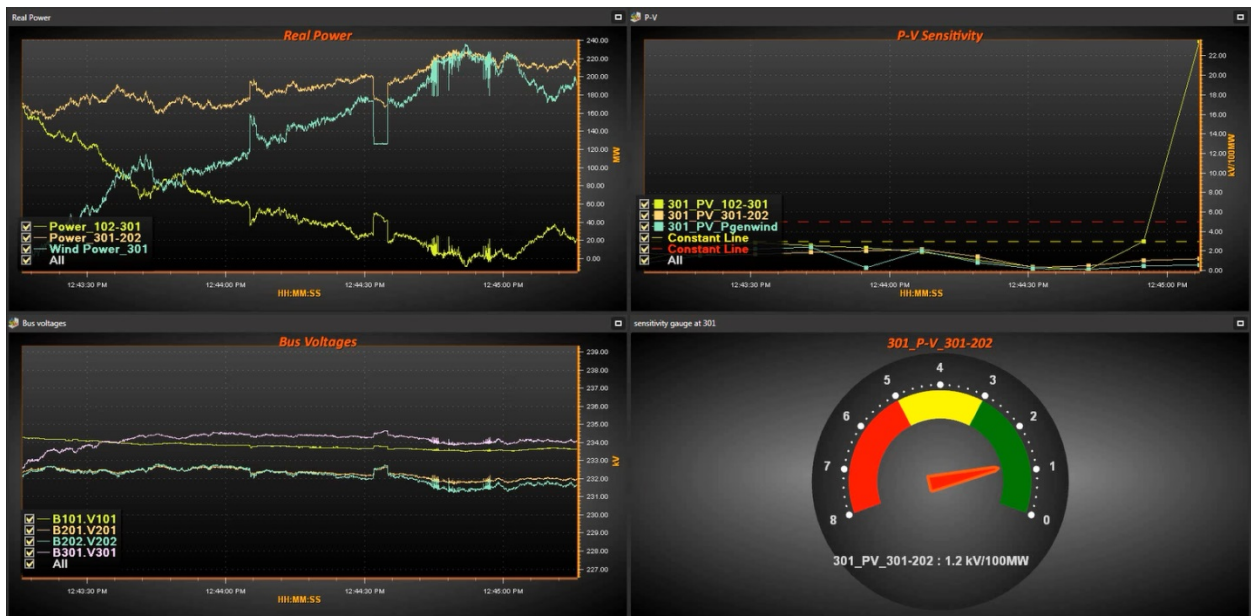 Real Power
Real Power
240.00
220.00
200.00
180.00
160.00
140.00
120.00
100.00
80.00
60.00
40.00
20.00
0.00
MW
Power_102-301
Power_301-202
Wind Power_301
All
12:43:30 PM
12:44:00 PM
12:44:30 PM
12:45:00 PM
HH:MM:SS
P-V
P-V Sensitivity
22.00
20.00
18.00
16.00
14.00
12.00
10.00
8.00
6.00
4.00
2.00
0.00
kV/100MW
301_PV_102-301
301_PV_301-202
301_PV_Pgenwind
Constant Line
Constant Line
All
12:43:30 PM
12:44:00 PM
12:44:30 PM
12:45:00 PM
HH:MM:SS
Bus voltages
Bus Voltages
239.00
238.00
237.00
236.00
235.00
234.00
233.00
232.00
231.00
230.00
229.00
228.00
227.00
kV
B101.V101
B201.V201
B202.V202
B301.V301
All
12:43:30 PM
12:44:00 PM
12:44:30 PM
12:45:00 PM
HH:MM:SS
sensitivity gauge at 301
301_P-V_301-202
0
1
2
3
4
5
6
7
8
301_PV_301-202 : 1.2 kV/100MW